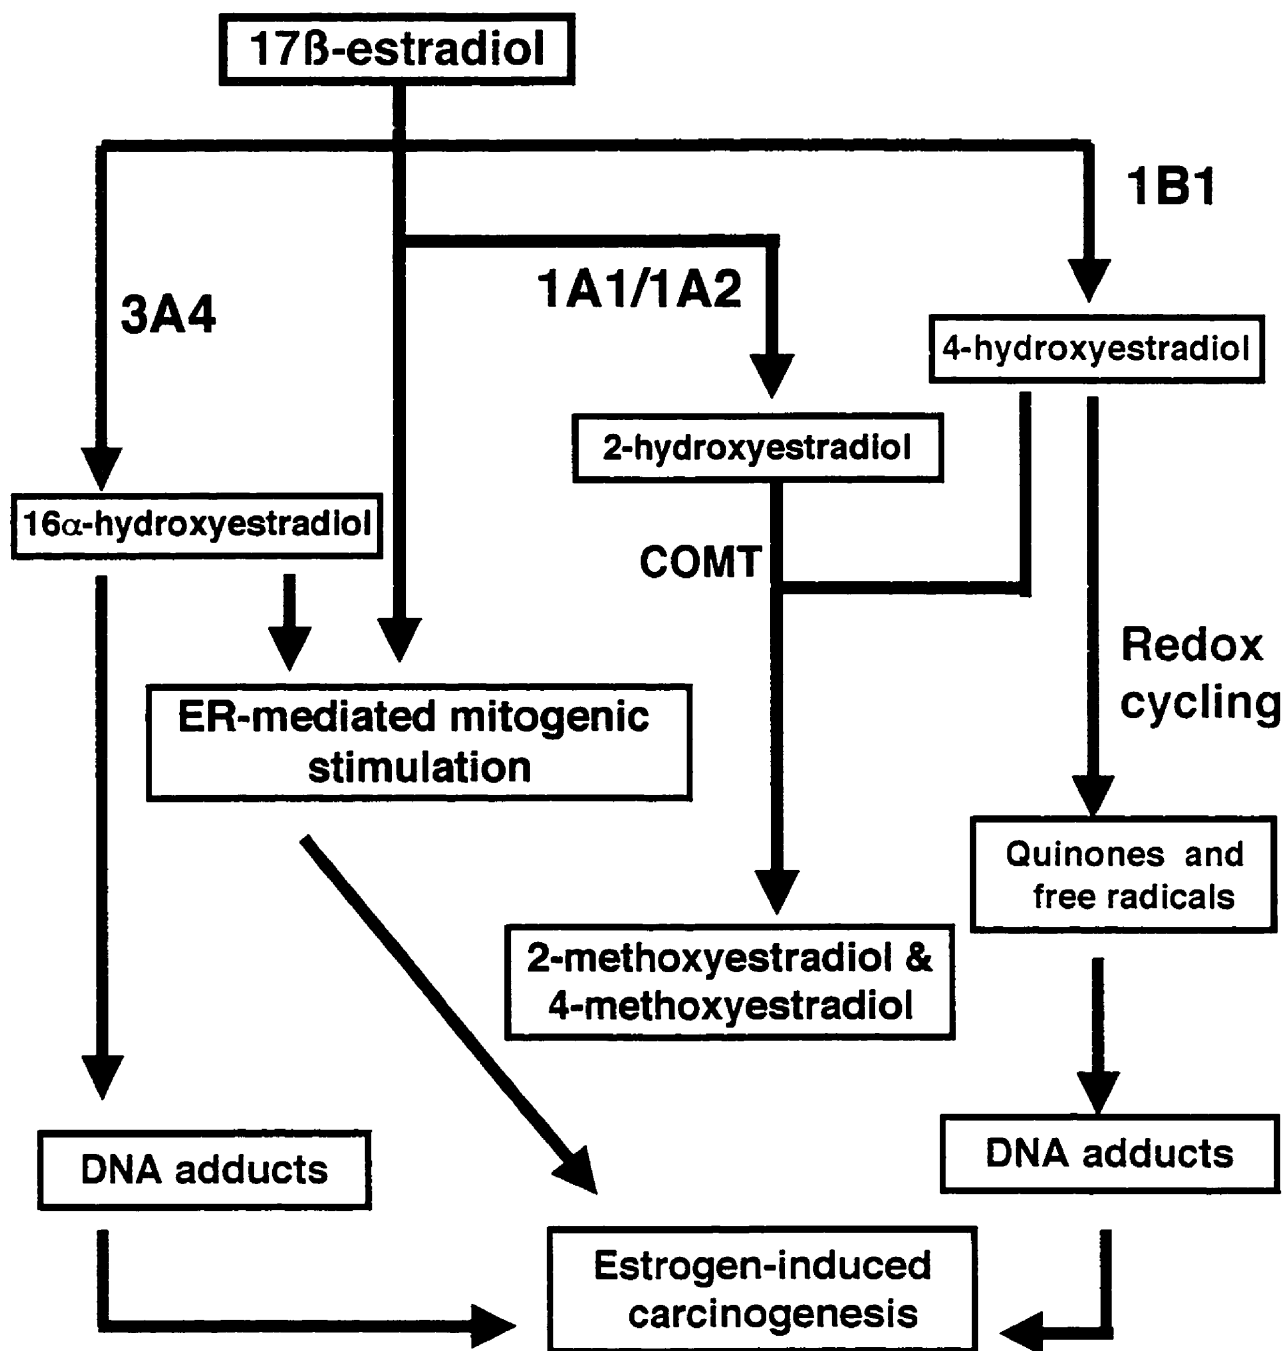 17ß-estradiol
1B1
1A1/1A2
3A4
4-hydroxyestradiol
2-hydroxyestradiol
16α-hydroxyestradiol
COMT
Redox
cycling
ER-mediated mitogenic
stimulation
Quinones and
free radicals
2-methoxyestradiol &
4-methoxyestradiol
DNA adducts
DNA adducts
Estrogen-induced
carcinogenesis